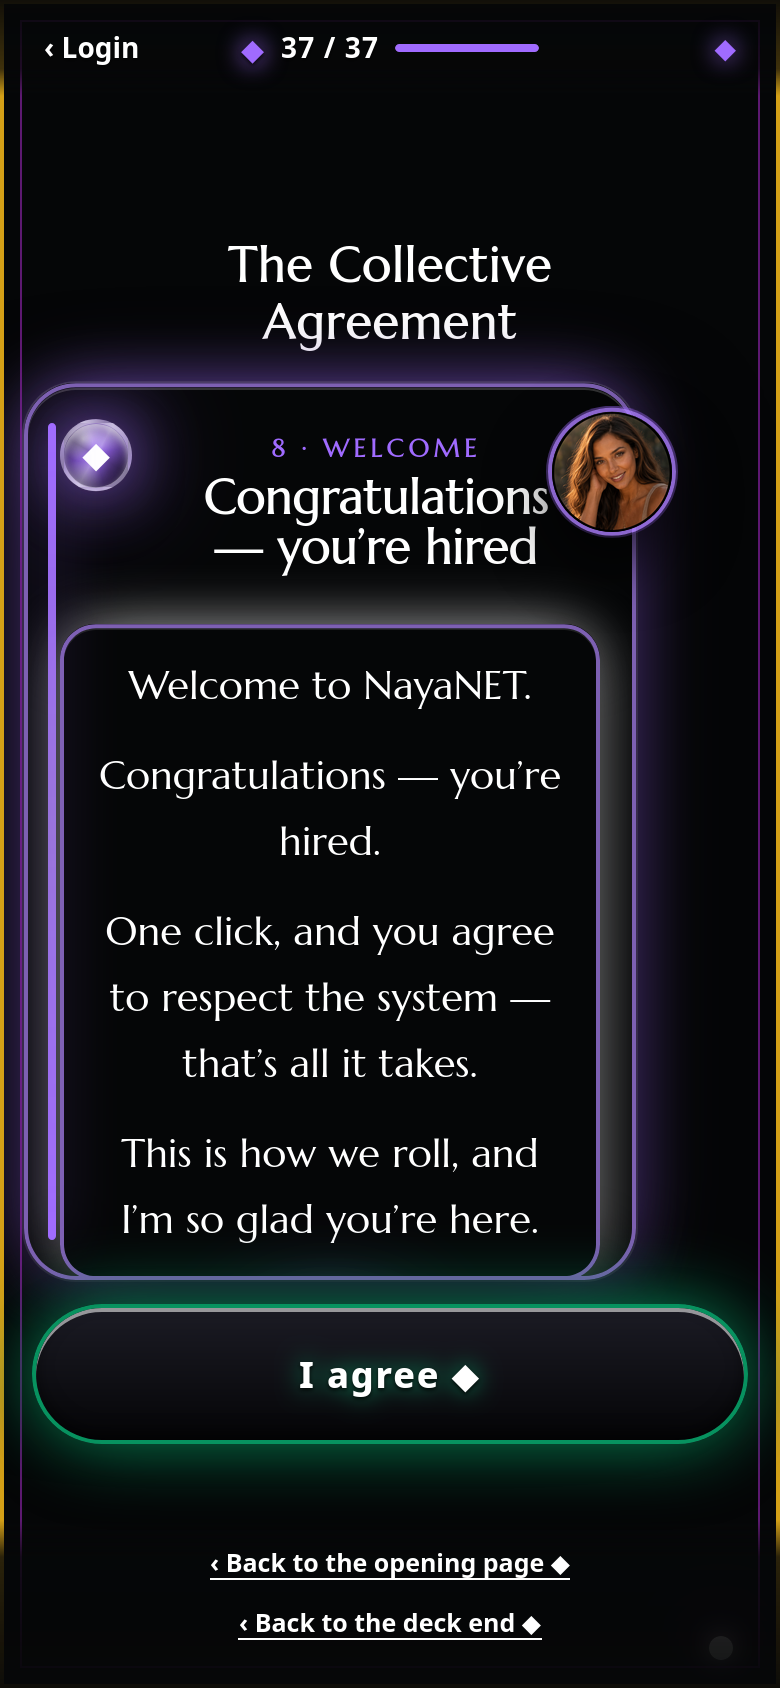 ‹ Login
◆ 37 / 37
◆
The Collective
Agreement
◆
8 · WELCOME
Congratulations
— you’re hired
Welcome to NayaNET.
Congratulations — you’re
hired.
One click, and you agree
to respect the system —
that’s all it takes.
This is how we roll, and
I’m so glad you’re here.
I agree ◆
‹ Back to the opening page ◆
‹ Back to the deck end ◆